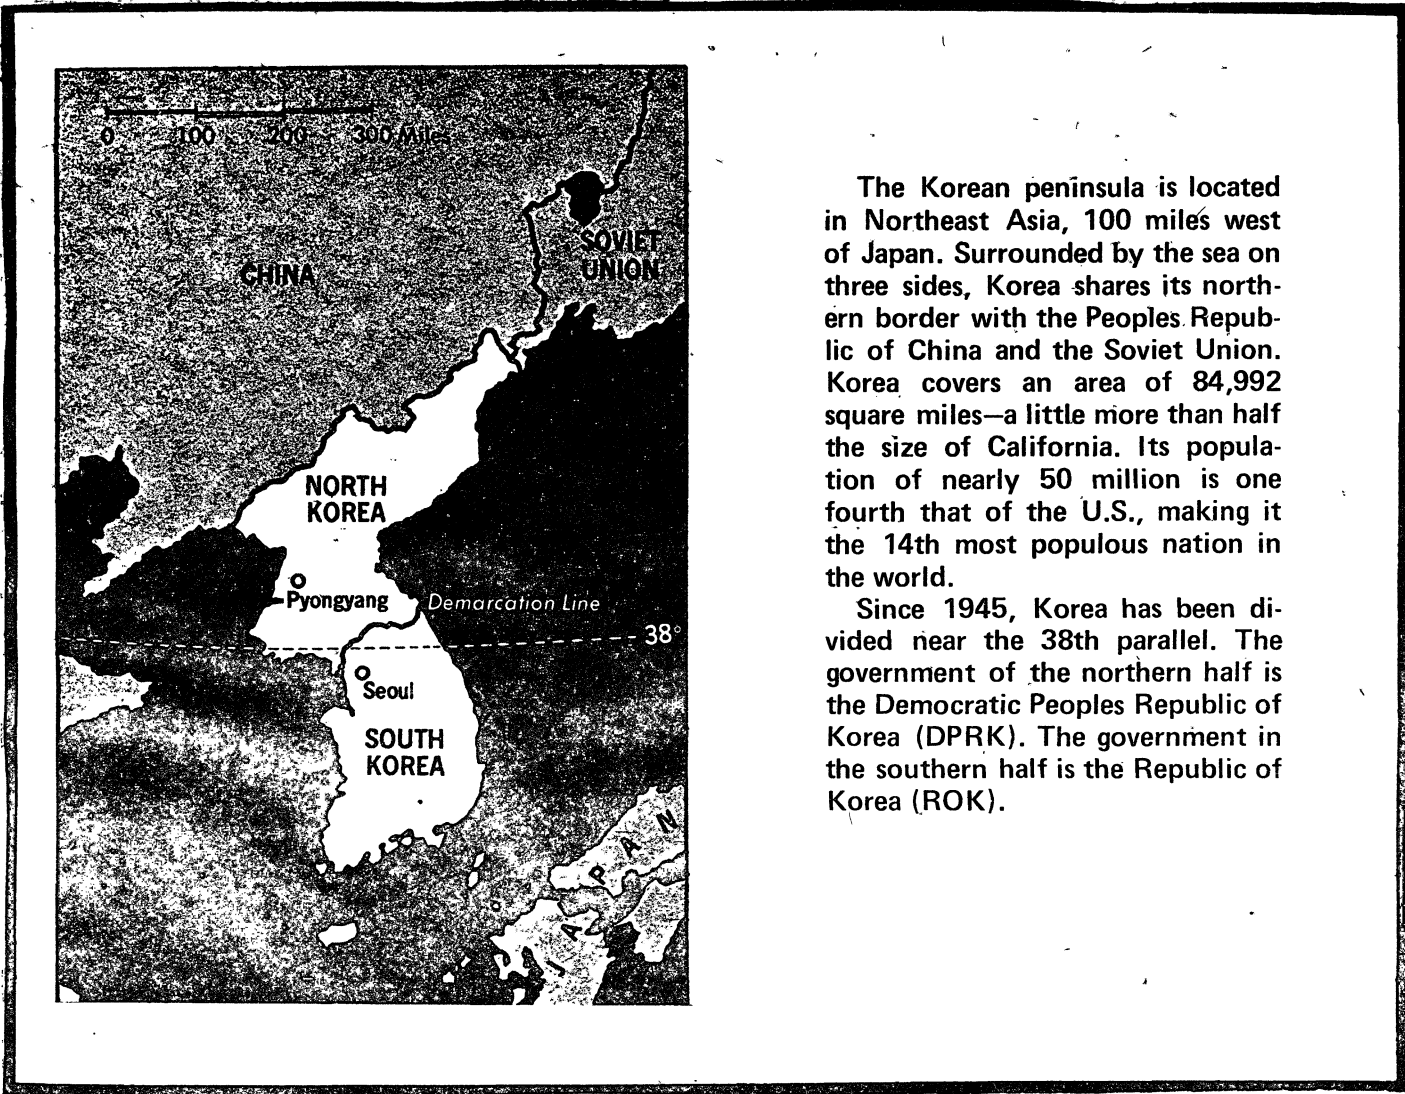 0 100 200 300 Miles
CHINA
SOVIET
UNION
NORTH
KOREA
Pyongyang
Demarcation Line
38°
Seoul
SOUTH
KOREA
JAPAN
The Korean peninsula is located
in Northeast Asia, 100 miles west
of Japan. Surrounded by the sea on
three sides, Korea shares its north-
ern border with the Peoples Repub-
lic of China and the Soviet Union.
Korea covers an area of 84,992
square miles—a little more than half
the size of California. Its popula-
tion of nearly 50 million is one
fourth that of the U.S., making it
the 14th most populous nation in
the world.
Since 1945, Korea has been di-
vided near the 38th parallel. The
government of the northern half is
the Democratic Peoples Republic of
Korea (DPRK). The government in
the southern half is the Republic of
Korea (ROK).